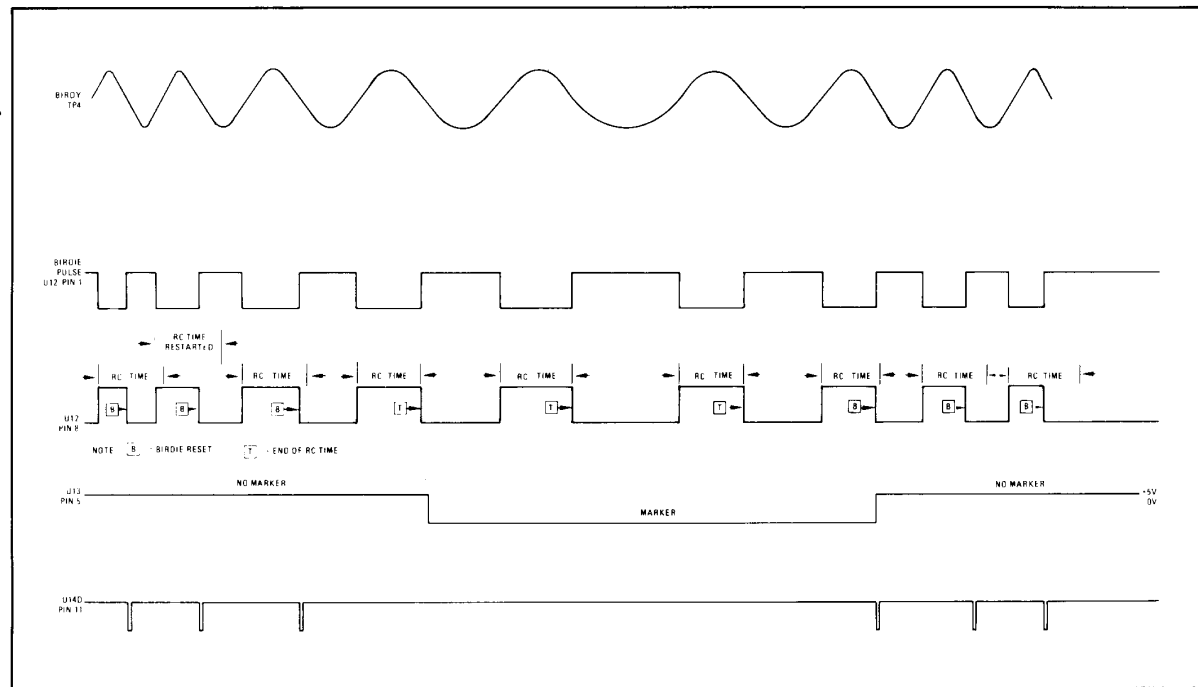 BIRDY
TP4
BIRDIE
PULSE
U12 PIN 1
RC TIME
RESTARTED
RC TIME
RC TIME
RC TIME
RC TIME
RC TIME
RC TIME
RC TIME
RC TIME
U12
PIN 8
B
B
B
T
T
T
B
B
B
NOTE B - BIRDIE RESET T - END OF RC TIME
U13
PIN 5
NO MARKER
MARKER
NO MARKER
+5V
0V
U14D
PIN 11